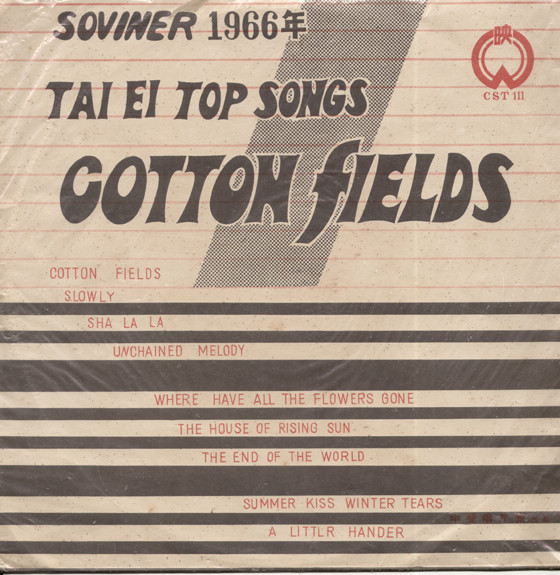 SOVINER 1966年
映
CST 111
TAI EI TOP SONGS
COTTON FIELDS
COTTON FIELDS
SLOWLY
SHA LA LA
UNCHAINED MELODY
WHERE HAVE ALL THE FLOWERS GONE
THE HOUSE OF RISING SUN
THE END OF THE WORLD
SUMMER KISS WINTER TEARS
A LITTLR HANDER